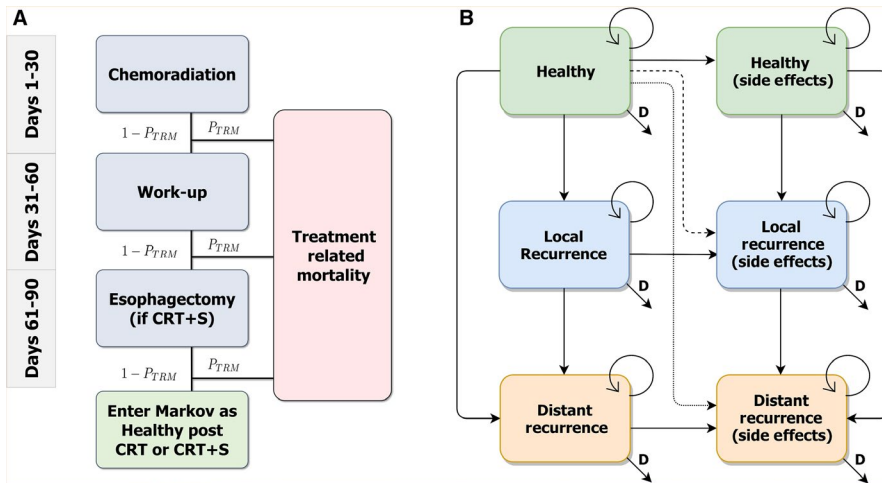 A
Days 1-30
Days 31-60
Days 61-90
Chemoradiation
1 − P_TRM
P_TRM
Work-up
1 − P_TRM
P_TRM
Esophagectomy
(if CRT+S)
1 − P_TRM
P_TRM
Enter Markov as
Healthy post
CRT or CRT+S
Treatment
related
mortality
B
Healthy
D
Healthy
(side effects)
D
Local
Recurrence
D
Local
recurrence
(side effects)
D
Distant
recurrence
D
Distant
recurrence
(side effects)
D